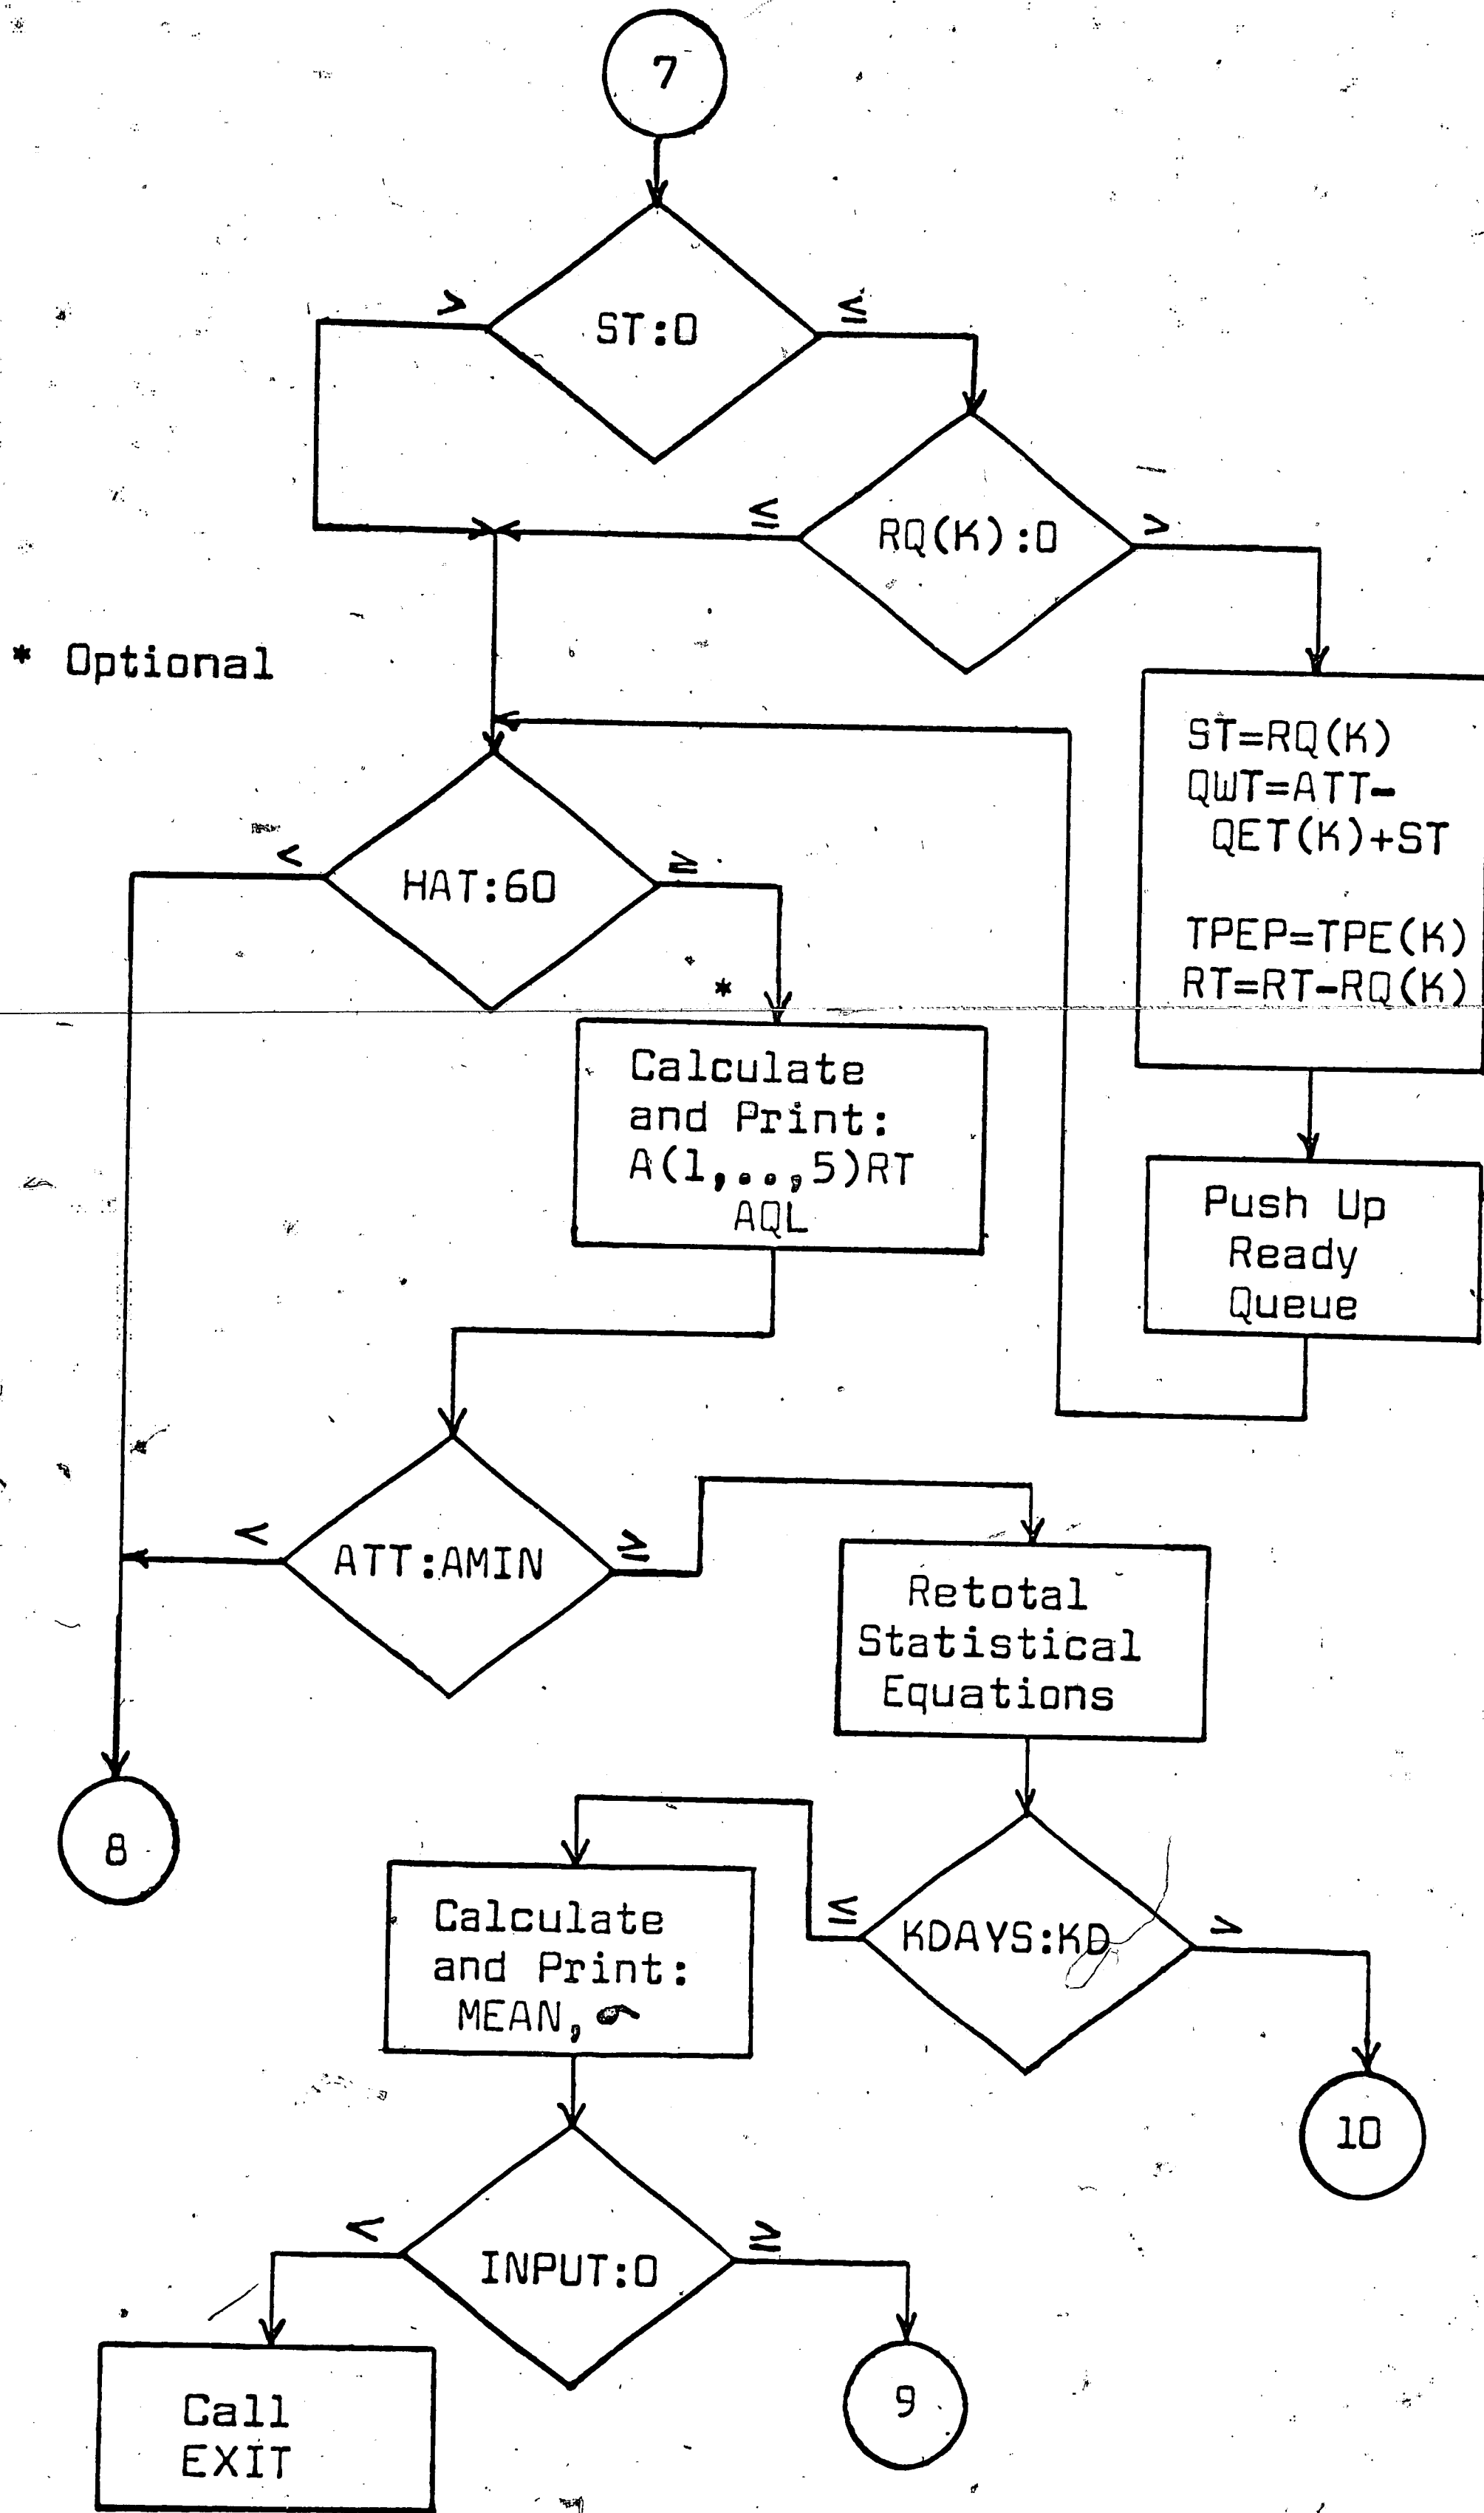 7
>
ST:0
≤
≤
RQ(K):0
>
* Optional
ST=RQ(K)
QWT=ATT-
QET(K)+ST
TPEP=TPE(K)
RT=RT-RQ(K)
<
HAT:60
≥
*
Calculate
and Print:
A(1,..,5)RT
AQL
Push Up
Ready
Queue
<
ATT:AMIN
≥
Retotal
Statistical
Equations
8
Calculate
and Print:
MEAN, σ
≤
KDAYS:KD
>
10
<
INPUT:0
≥
Call
EXIT
9